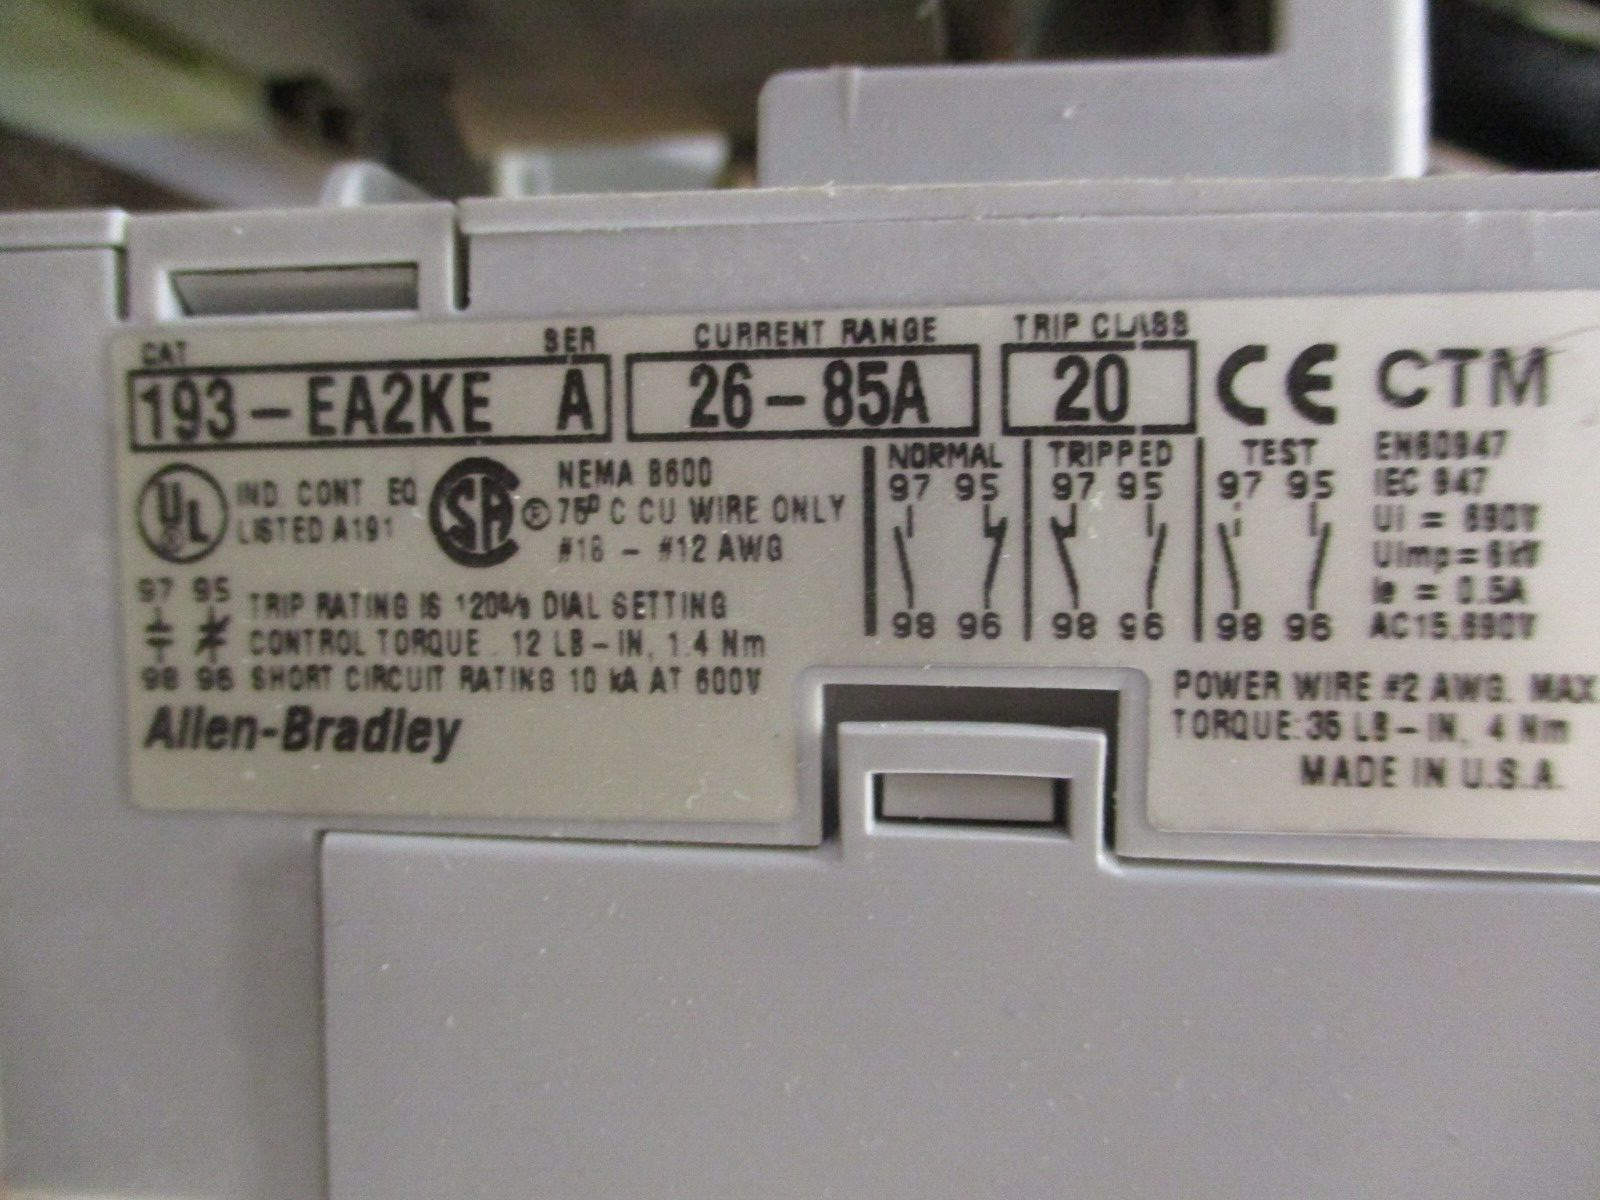 CAT SER CURRENT RANGE TRIP CLASS
193-EA2KE A 26-85A 20 CE CTM
UL IND. CONT. EQ.
LISTED A191
SA
NEMA B600
® 75° C CU WIRE ONLY
#18 - #12 AWG
97 95
98 96
TRIP RATING IS 120% DIAL SETTING
CONTROL TORQUE: 12 LB-IN, 1.4 Nm
SHORT CIRCUIT RATING 10 kA AT 600V
Allen-Bradley
NORMAL TRIPPED TEST
97 95 97 95 97 95
98 96 98 96 98 96
EN60947
IEC 947
Ui = 690V
Uimp = 6kV
Ie = 0.5A
AC15,690V
POWER WIRE #2 AWG. MAX
TORQUE: 35 LB-IN, 4 Nm
MADE IN U.S.A.